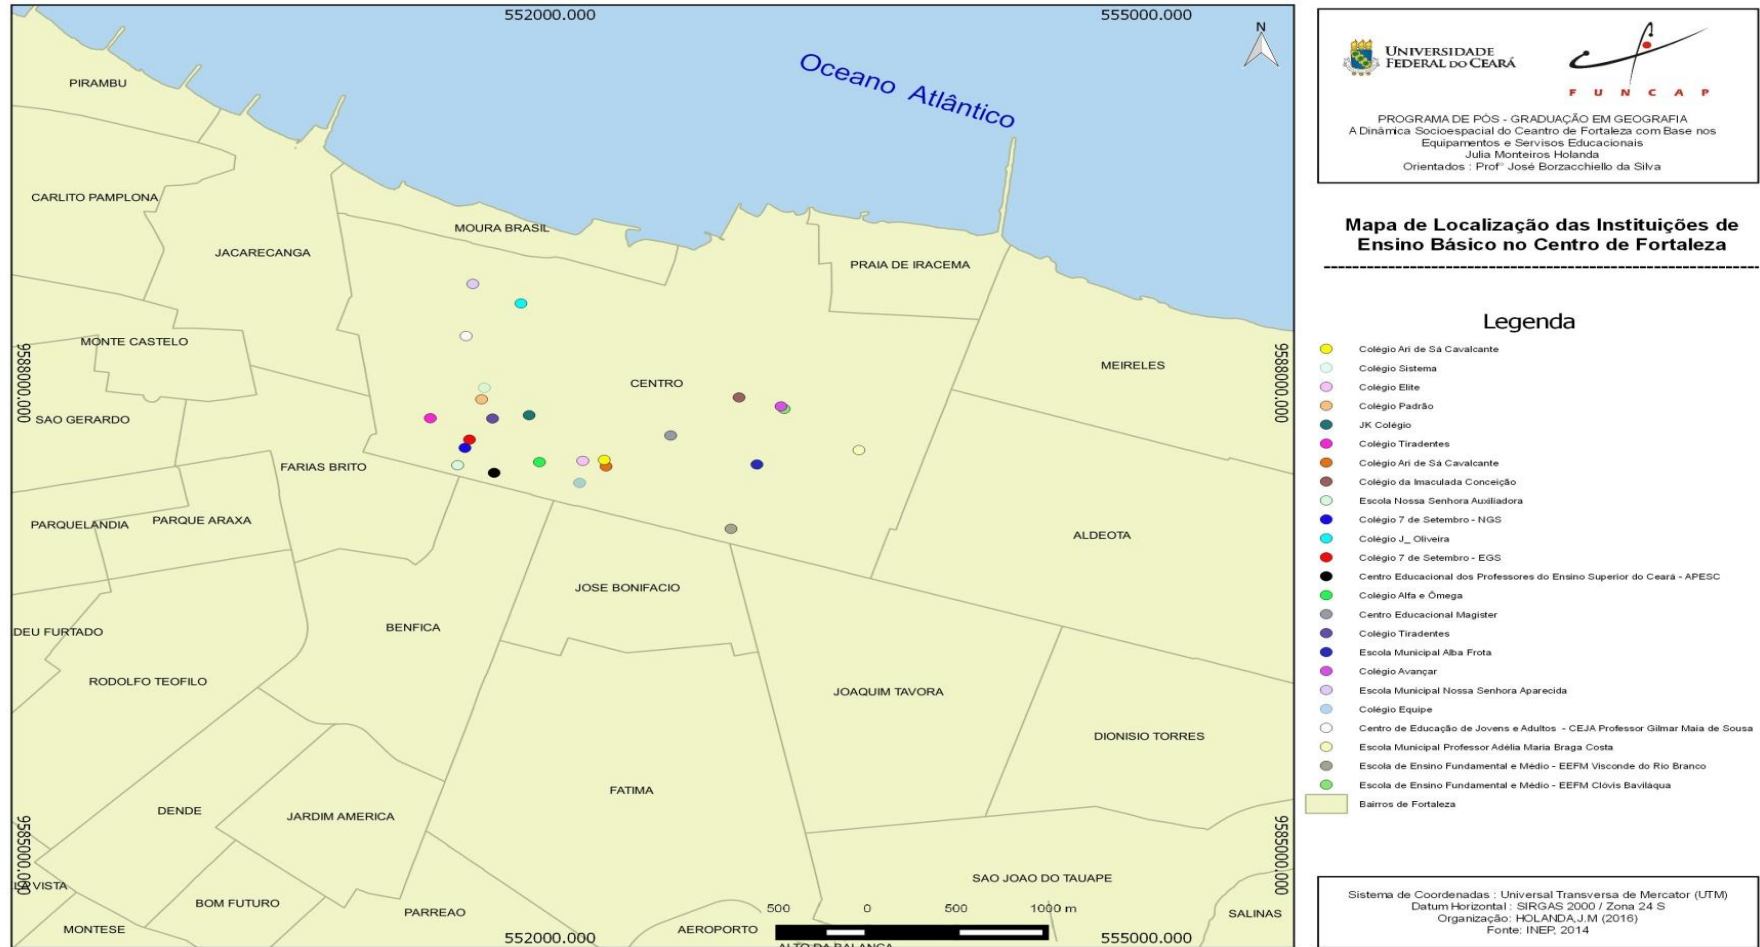 552000.000
555000.000
N
Oceano Atlântico
PIRAMBU
CARLITO PAMPLONA
MOURA BRASIL
JACARECANGA
PRAIA DE IRACEMA
MONTE CASTELO
9588000.000
9588000.000
MEIRELES
CENTRO
SAO GERARDO
FARIAS BRITO
PARQUELANDIA
PARQUE ARAXA
ALDEOTA
JOSE BONIFACIO
DEU FURTADO
BENFICA
RODOLFO TEOFILO
JOAQUIM TAVORA
DIONISIO TORRES
FATIMA
DENDE
JARDIM AMERICA
9585000.000
9585000.000
SAO JOAO DO TAUAPE
LA VISTA
BOM FUTURO
PARREAO
SALINAS
MONTESE
AEROPORTO
500 0 500 1000 m
552000.000
555000.000
ALTO DA BALANCA
UNIVERSIDADE
FEDERAL DO CEARÁ
FUNCAP
PROGRAMA DE PÓS - GRADUAÇÃO EM GEOGRAFIA
A Dinâmica Socioespacial do Ceantro de Fortaleza com Base nos
Equipamentos e Servisos Educacionais
Julia Monteiros Holanda
Orientados : Prof° José Borzacchiello da Silva
Mapa de Localização das Instituições de
Ensino Básico no Centro de Fortaleza
Legenda
Colégio Ari de Sá Cavalcante
Colégio Sistema
Colégio Elite
Colégio Padrão
JK Colégio
Colégio Tiradentes
Colégio Ari de Sá Cavalcante
Colégio da Imaculada Conceição
Escola Nossa Senhora Auxiliadora
Colégio 7 de Setembro - NGS
Colégio J_ Oliveira
Colégio 7 de Setembro - EGS
Centro Educacional dos Professores do Ensino Superior do Ceará - APESC
Colégio Alfa e Ômega
Centro Educacional Magister
Colégio Tiradentes
Escola Municipal Alba Frota
Colégio Avançar
Escola Municipal Nossa Senhora Aparecida
Colégio Equipe
Centro de Educação de Jovens e Adultos - CEJA Professor Gilmar Maia de Sousa
Escola Municipal Professor Adélia Maria Braga Costa
Escola de Ensino Fundamental e Médio - EEFM Visconde do Rio Branco
Escola de Ensino Fundamental e Médio - EEFM Clóvis Baviláqua
Bairros de Fortaleza
Sistema de Coordenadas : Universal Transversa de Mercator (UTM)
Datum Horizontal : SIRGAS 2000 / Zona 24 S
Organização: HOLANDA,J.M (2016)
Fonte: INEP, 2014